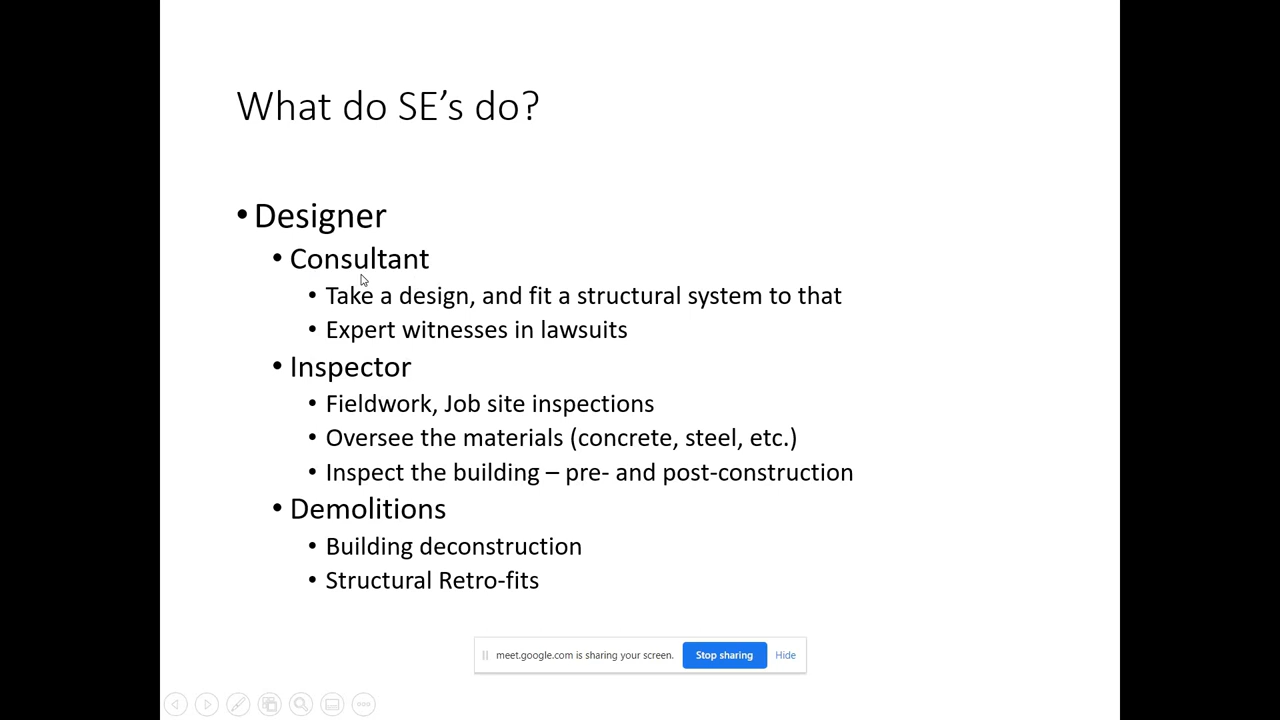 What do SE’s do?
• Designer
• Consultant
• Take a design, and fit a structural system to that
• Expert witnesses in lawsuits
• Inspector
• Fieldwork, Job site inspections
• Oversee the materials (concrete, steel, etc.)
• Inspect the building – pre- and post-construction
• Demolitions
• Building deconstruction
• Structural Retro-fits
meet.google.com is sharing your screen. Stop sharing Hide